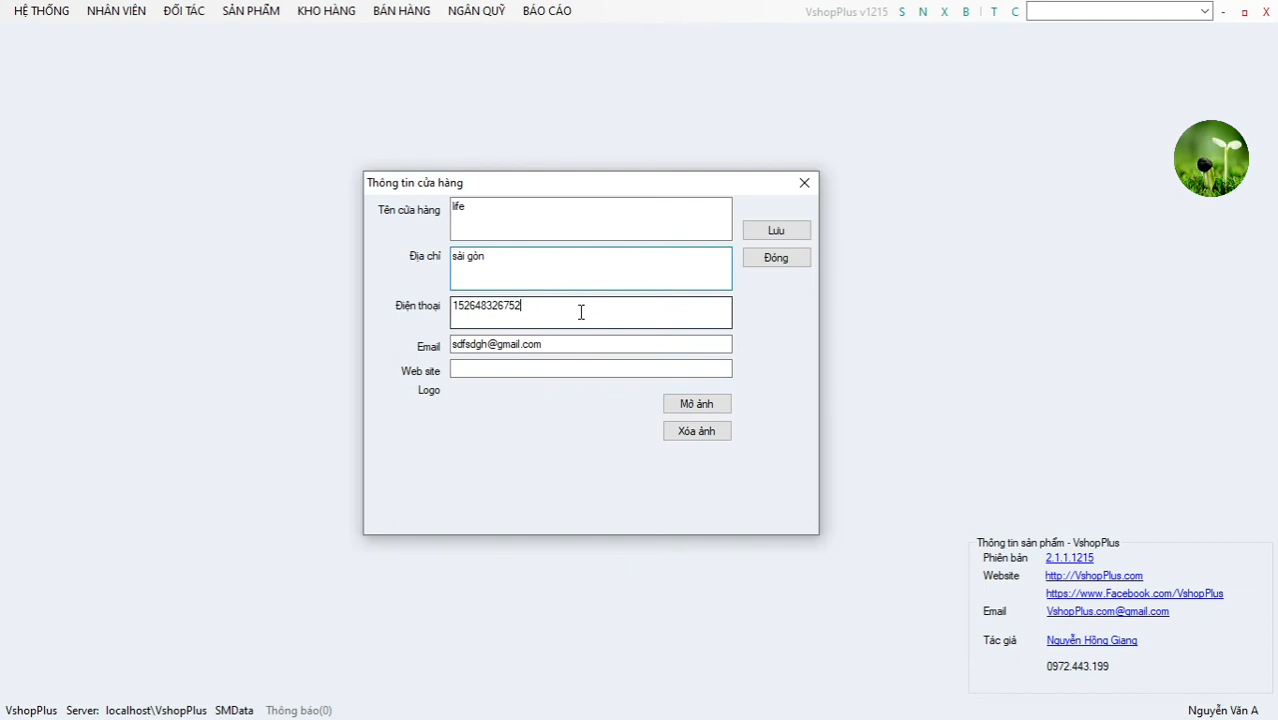 HỆ THỐNG NHÂN VIÊN ĐỐI TÁC SẢN PHẨM KHO HÀNG BÁN HÀNG NGÂN QUỸ BÁO CÁO VshopPlus v1215 S N X B T C
Thông tin cửa hàng
Tên cửa hàng life
Lưu
Địa chỉ sài gòn
Đóng
Điện thoại 152648326752
Email sdfsdgh@gmail.com
Web site
Logo
Mở ảnh
Xóa ảnh
Thông tin sản phẩm - VshopPlus
Phiên bản 2.1.1.1215
Website http://VshopPlus.com
https://www.Facebook.com/VshopPlus
Email VshopPlus.com@gmail.com
Tác giả Nguyễn Hồng Giang
0972.443.199
VshopPlus Server: localhost\VshopPlus SMData Thông báo(0) Nguyễn Văn A